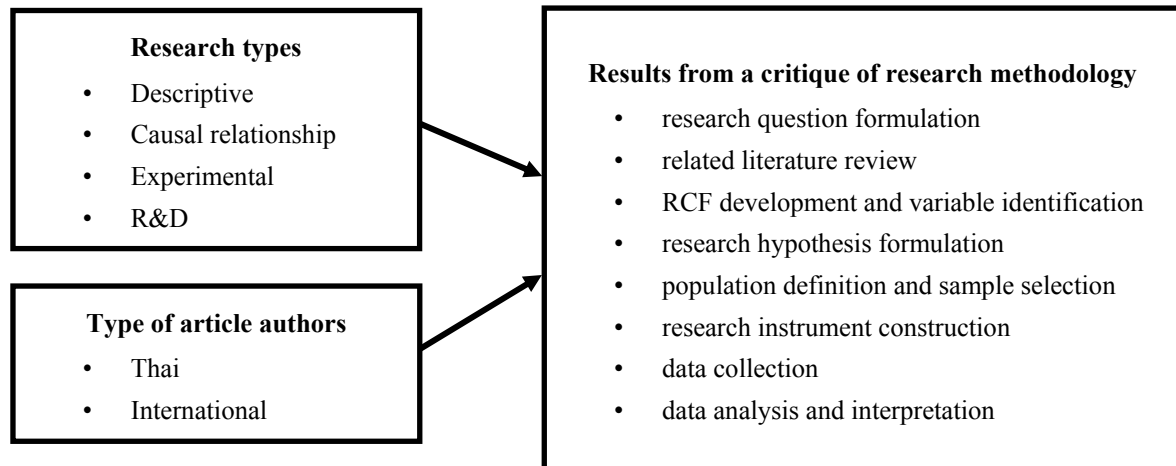 Research types
• Descriptive
• Causal relationship
• Experimental
• R&D
Type of article authors
• Thai
• International
Results from a critique of research methodology
• research question formulation
• related literature review
• RCF development and variable identification
• research hypothesis formulation
• population definition and sample selection
• research instrument construction
• data collection
• data analysis and interpretation